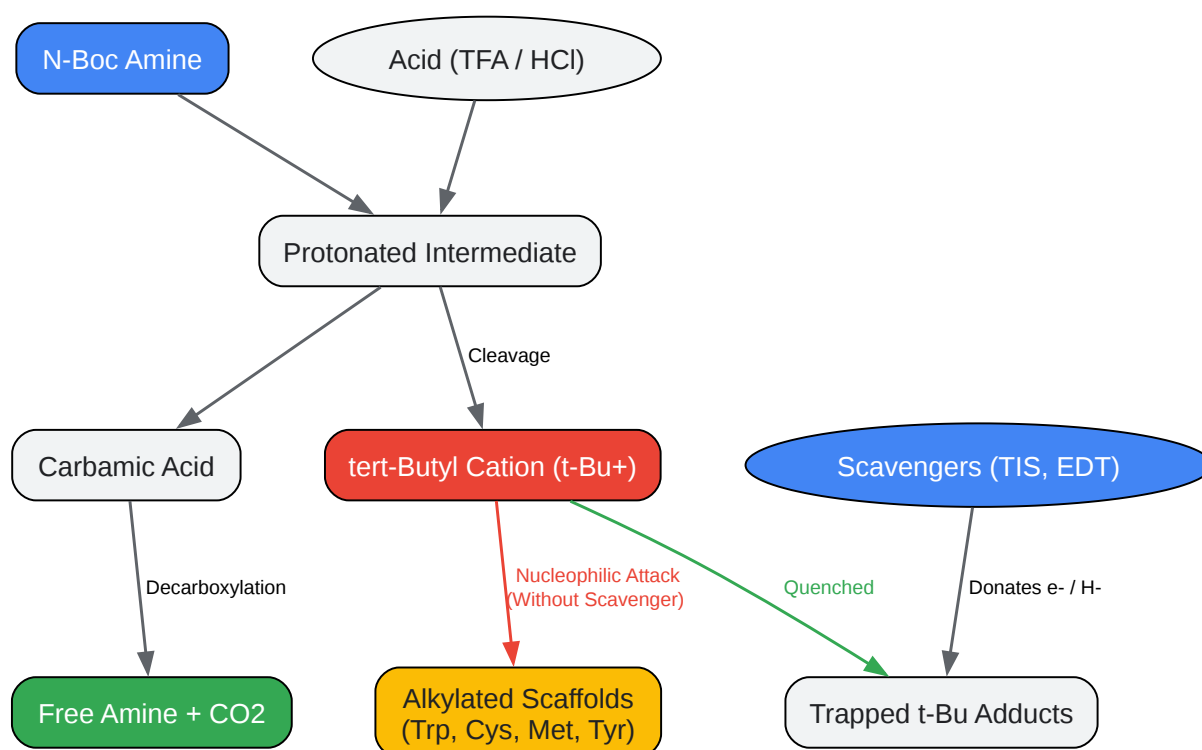 N-Boc Amine
Acid (TFA / HCl)
Protonated Intermediate
Cleavage
Carbamic Acid
tert-Butyl Cation (t-Bu+)
Scavengers (TIS, EDT)
Decarboxylation
Nucleophilic Attack
(Without Scavenger)
Quenched
Donates e- / H-
Free Amine + CO2
Alkylated Scaffolds
(Trp, Cys, Met, Tyr)
Trapped t-Bu Adducts